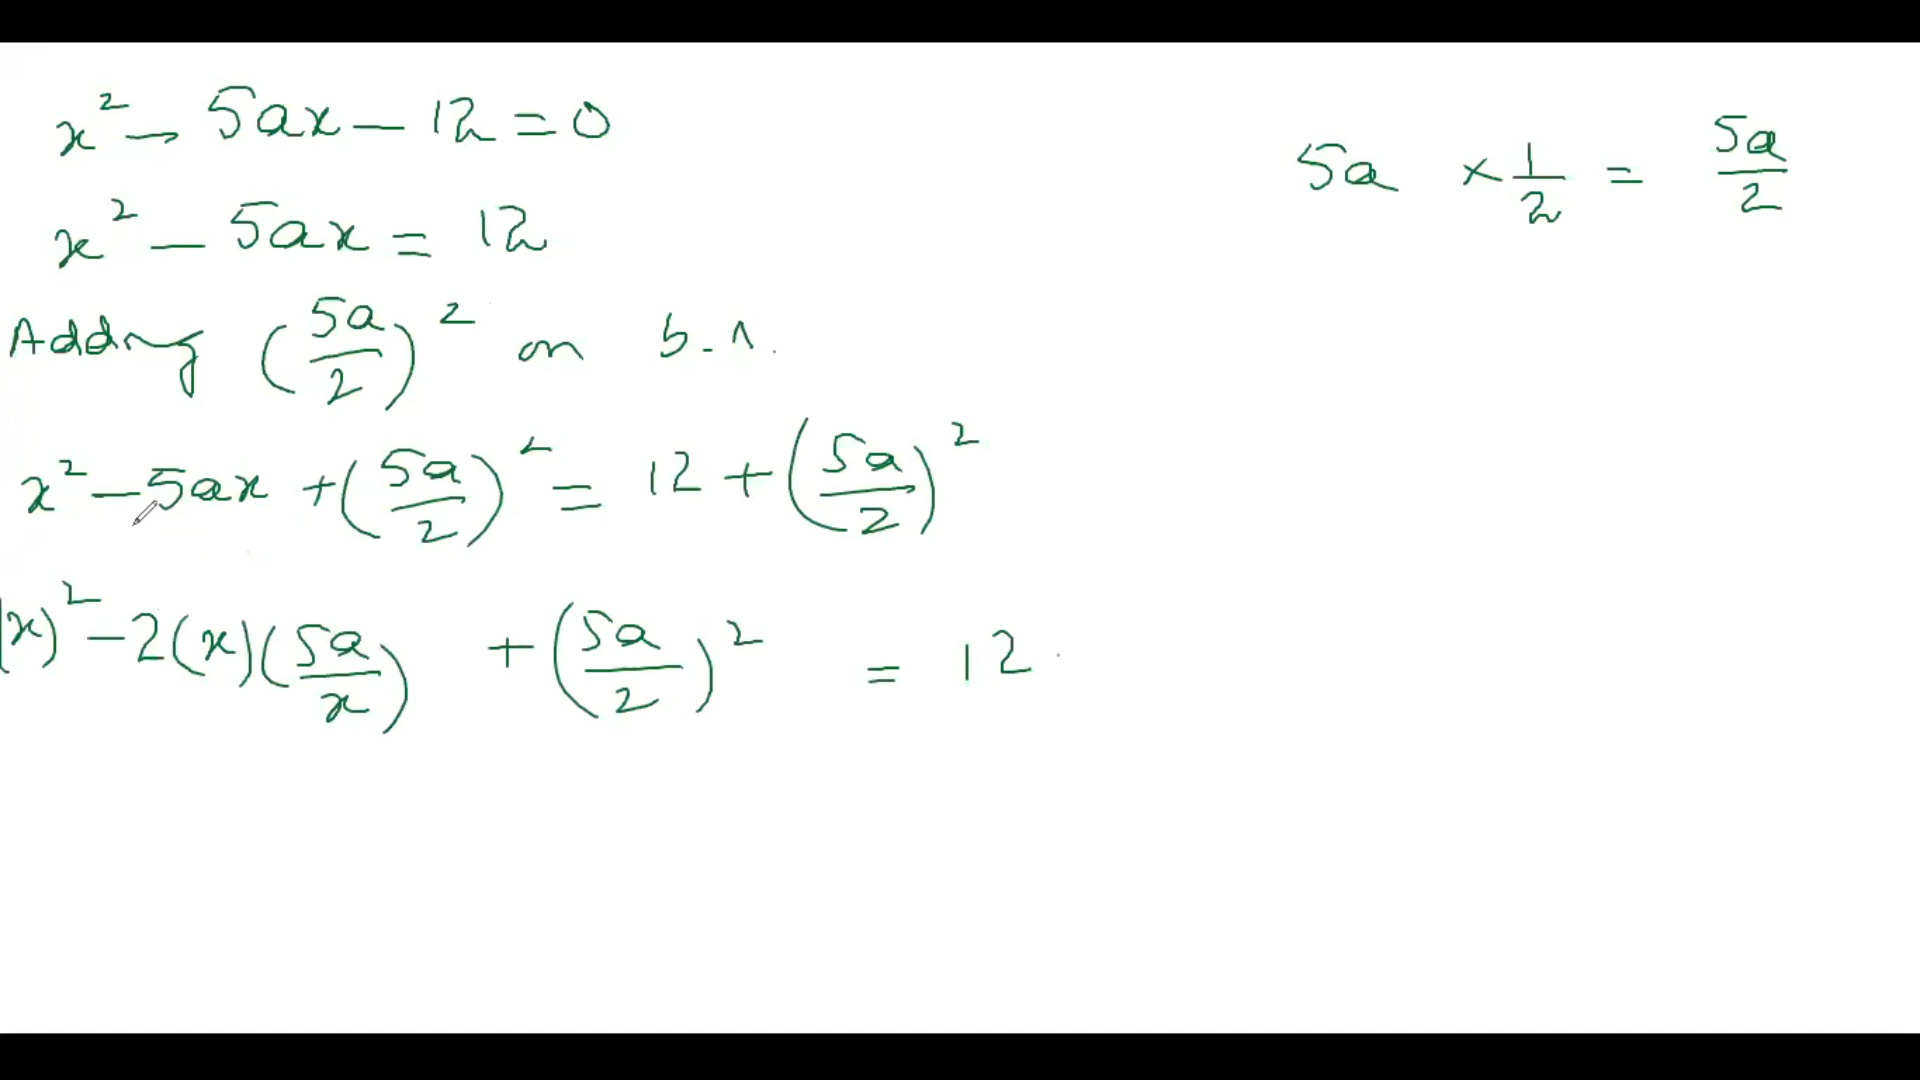 x² - 5ax - 12 = 0
5a × 1/2 = 5a/2
x² - 5ax = 12
Adding (5a/2)² on b.s.
x² - 5ax + (5a/2)² = 12 + (5a/2)²
(x)² - 2(x)(5a/x) + (5a/2)² = 12